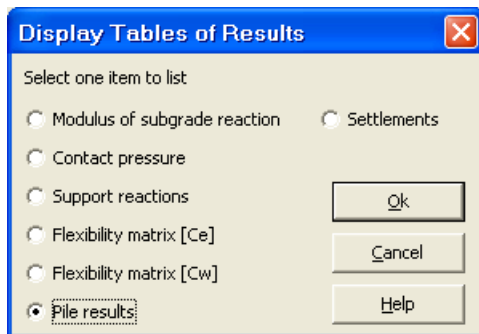 Display Tables of Results
Select one item to list
Modulus of subgrade reaction
Settlements
Contact pressure
Support reactions
Flexibility matrix [Ce]
Flexibility matrix [Cw]
Pile results
Ok
Cancel
Help